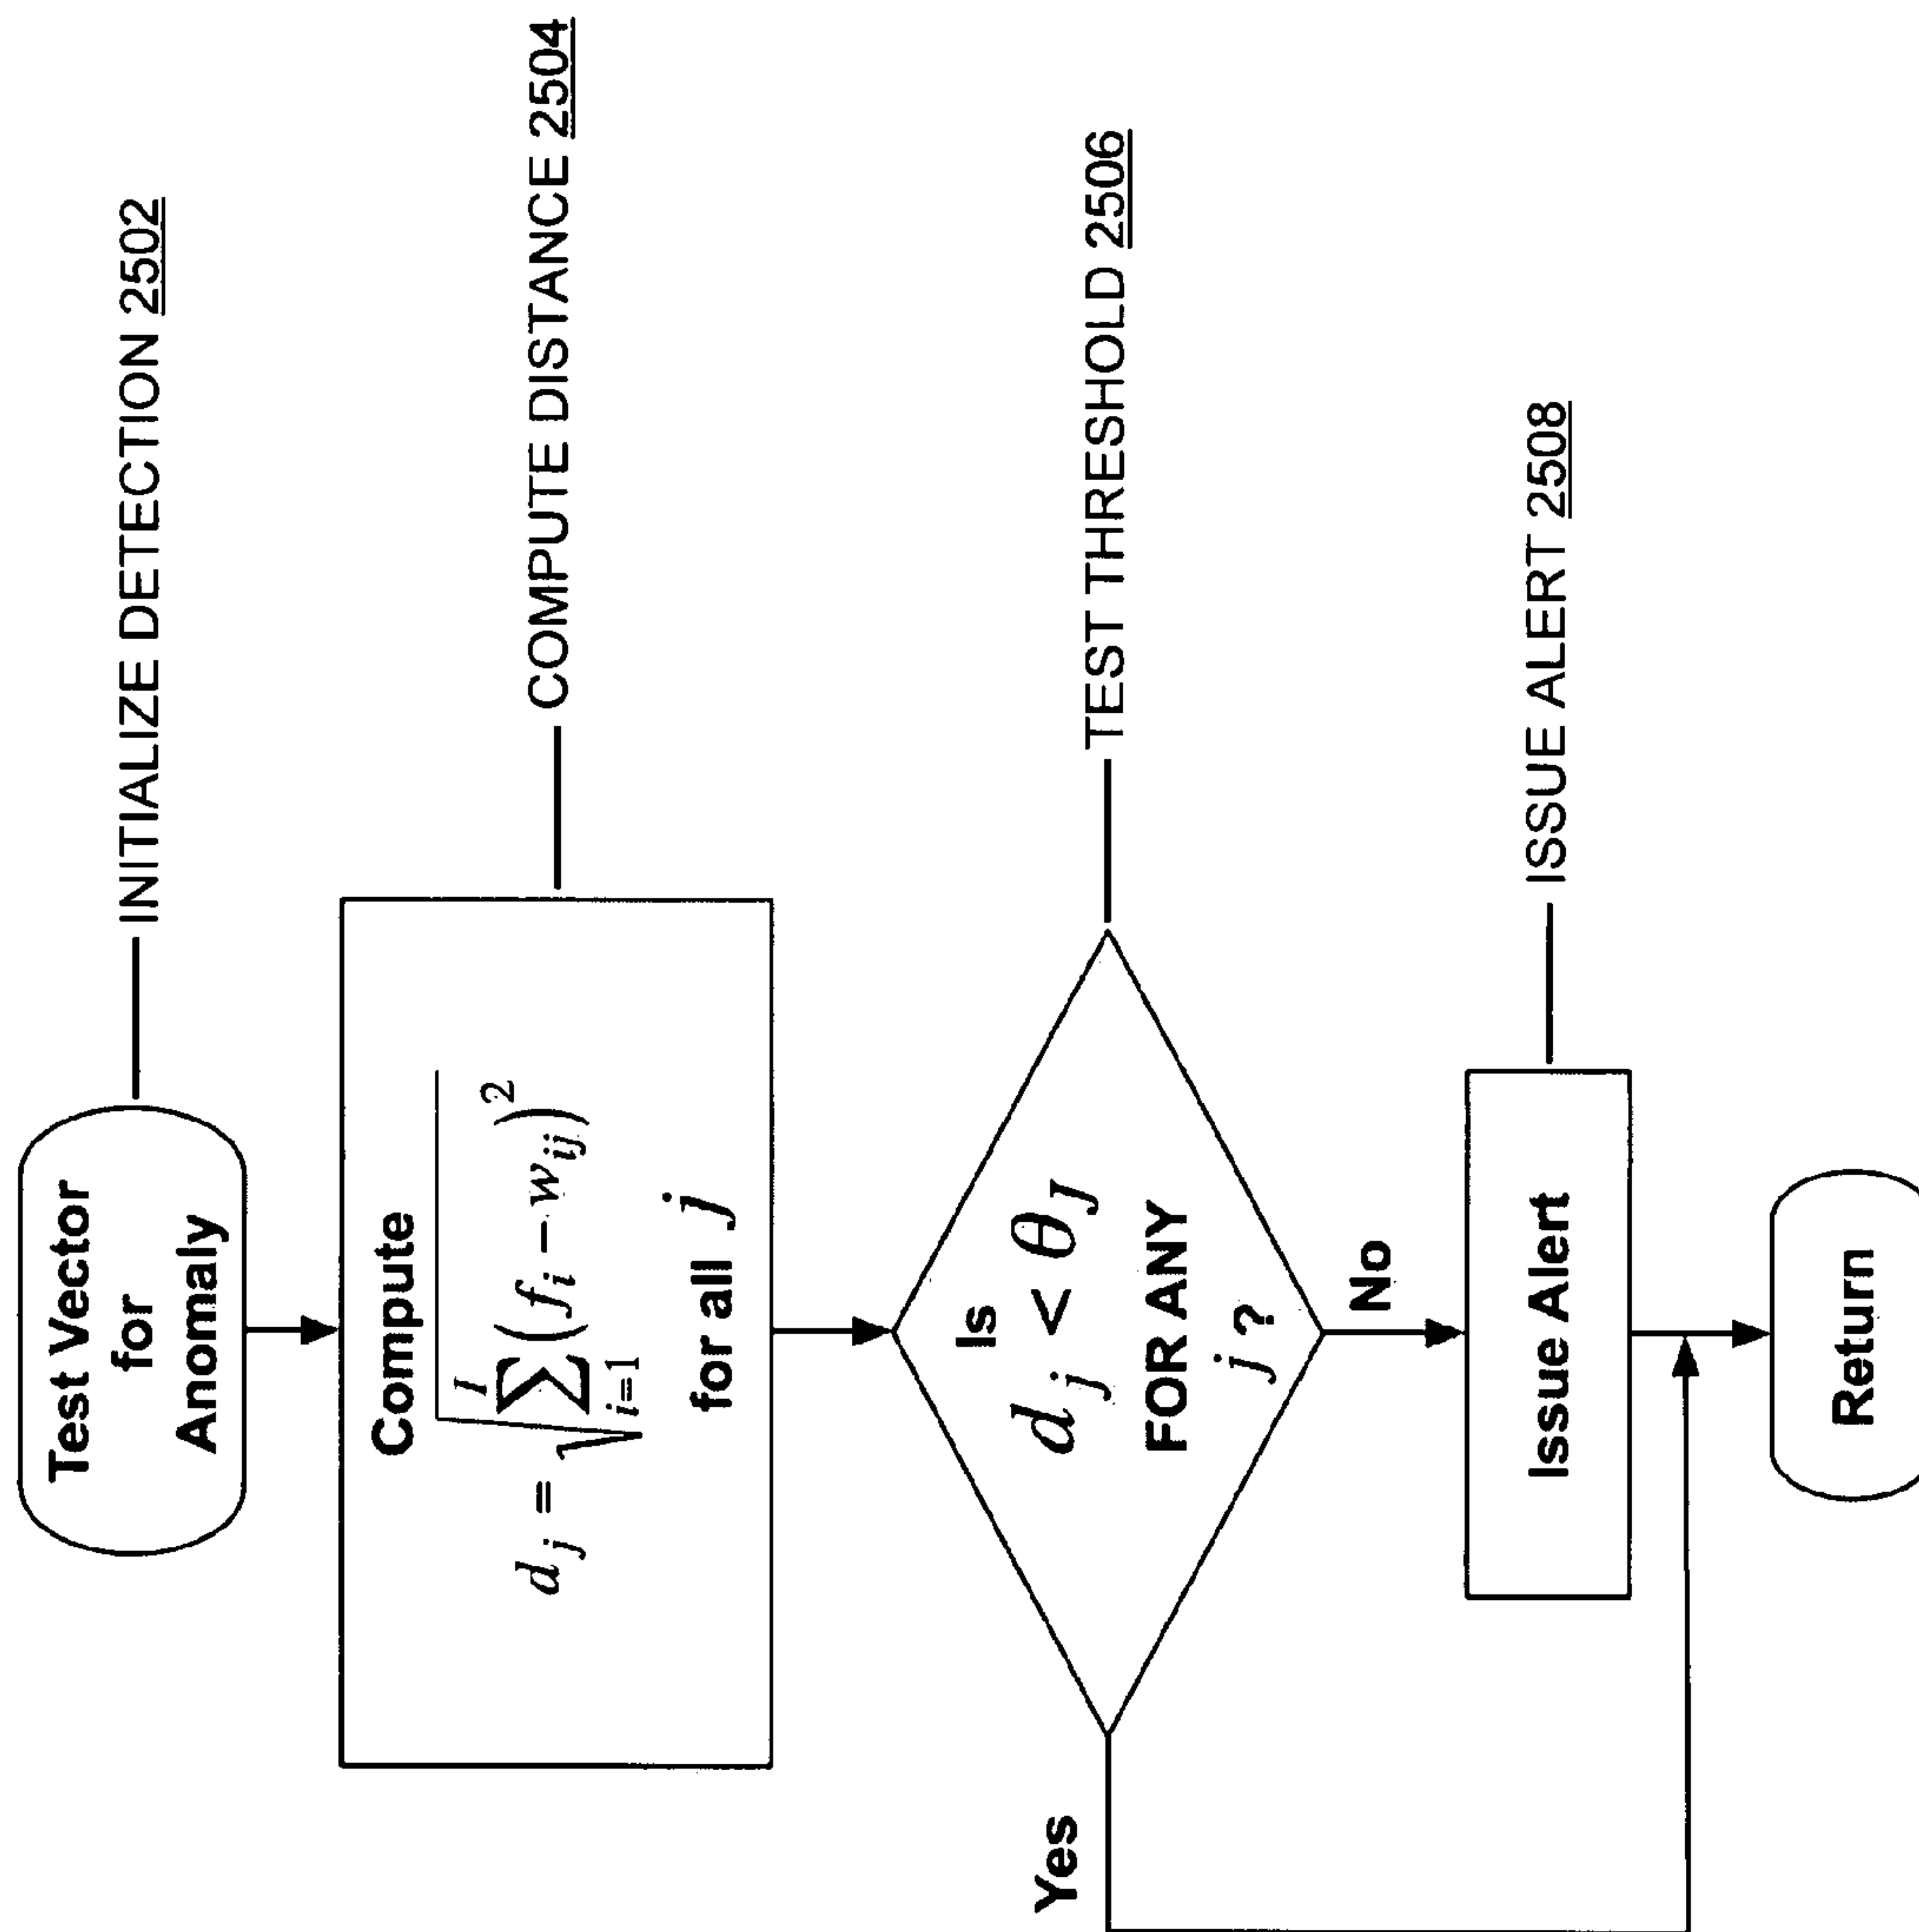 Test Vector
for
Anomaly
INITIALIZE DETECTION 2502
Compute
d_j = \sqrt{\sum_{i=1}^{I} (f_i - w_{ij})^2}
for all j
COMPUTE DISTANCE 2504
Is
d_j < θ_J
FOR ANY
j ?
TEST THRESHOLD 2506
Yes
No
Issue Alert
ISSUE ALERT 2508
Return